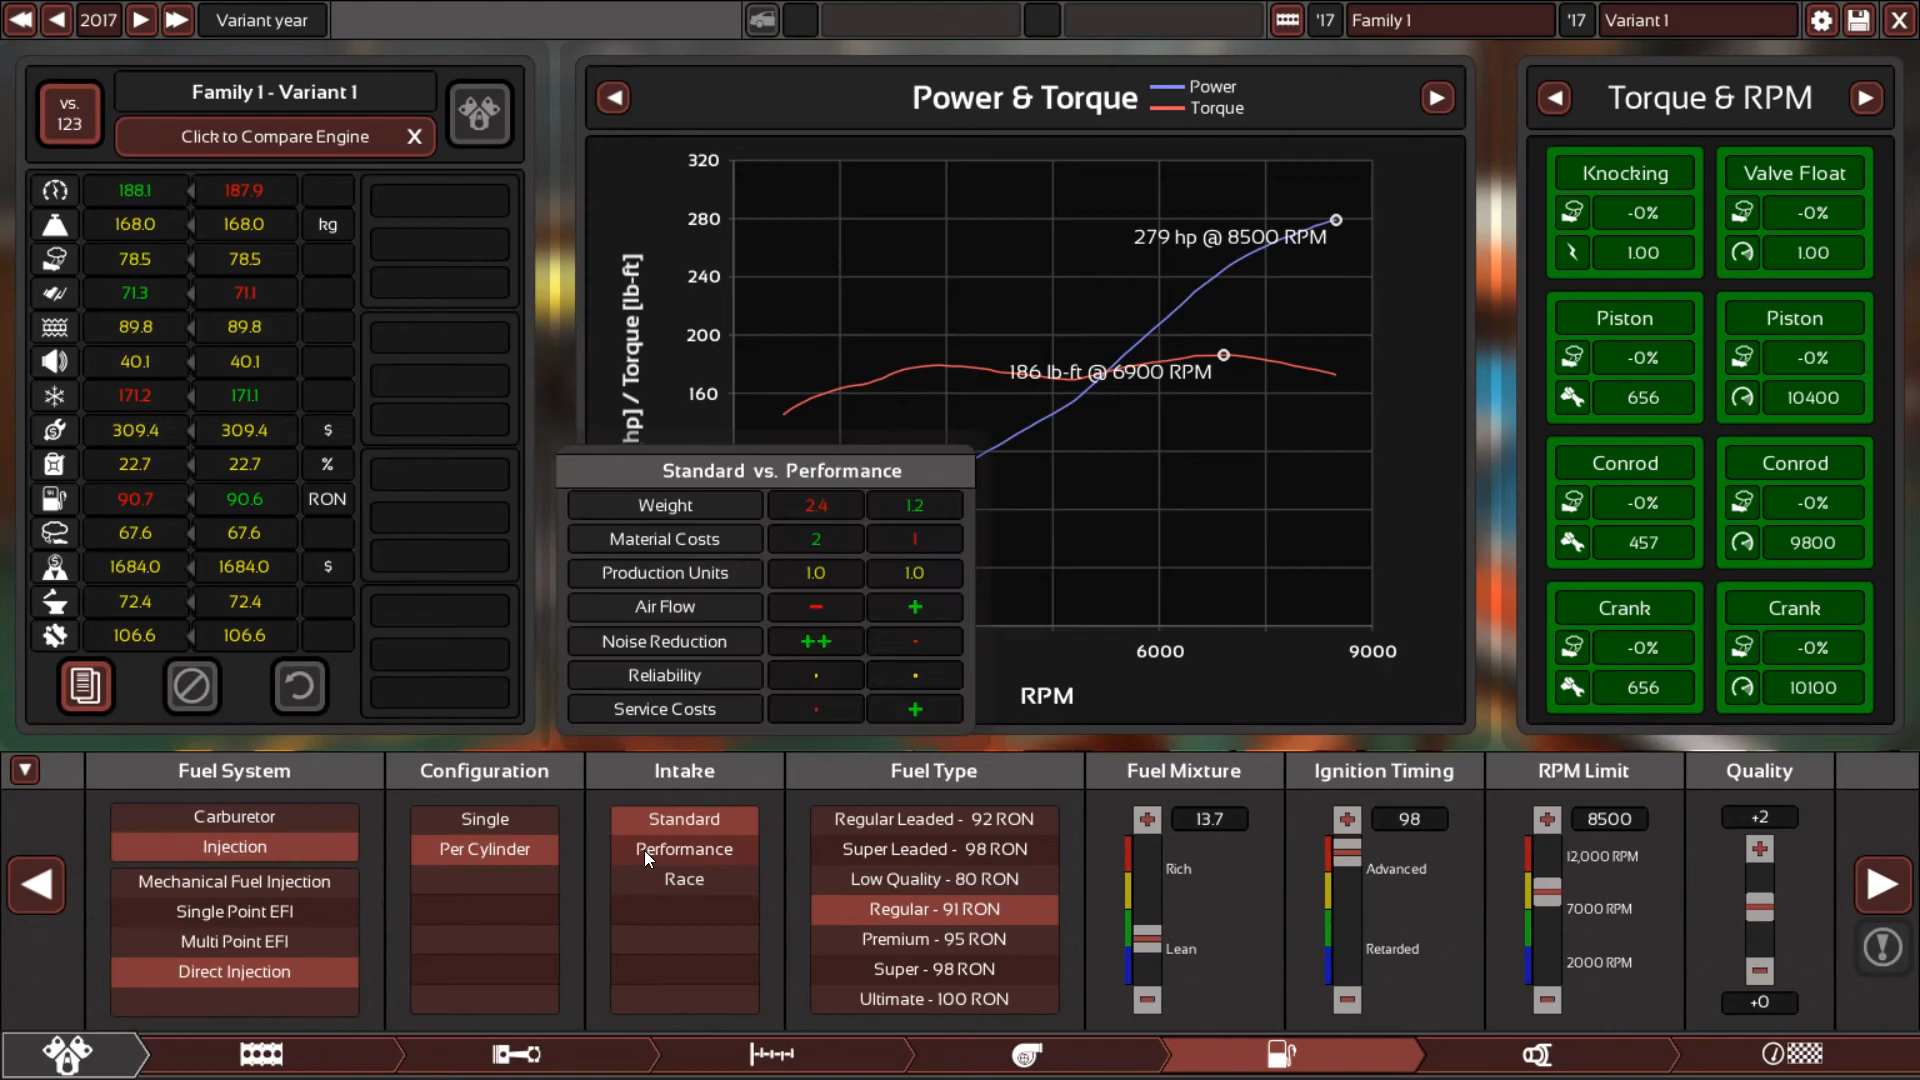 2017
Variant year
'17
Family 1
'17
Variant 1
vs.
123
Family 1 - Variant 1
Click to Compare Engine X
188.1 187.9
168.0 168.0 kg
78.5 78.5
71.3 71.1
89.8 89.8
40.1 40.1
171.2 171.1
309.4 309.4 $
22.7 22.7 %
90.7 90.6 RON
67.6 67.6
1684.0 1684.0 $
72.4 72.4
106.6 106.6
Power & Torque
Power
Torque
320
280
240
200
160
hp] / Torque [lb-ft]
279 hp @ 8500 RPM
186 lb-ft @ 6900 RPM
6000
9000
RPM
Standard vs. Performance
Weight 2.4 1.2
Material Costs 2 1
Production Units 1.0 1.0
Air Flow - +
Noise Reduction ++ -
Reliability . .
Service Costs . +
Torque & RPM
Knocking
-0%
1.00
Valve Float
-0%
1.00
Piston
-0%
656
Piston
-0%
10400
Conrod
-0%
457
Conrod
-0%
9800
Crank
-0%
656
Crank
-0%
10100
Fuel System
Carburetor
Injection
Mechanical Fuel Injection
Single Point EFI
Multi Point EFI
Direct Injection
Configuration
Single
Per Cylinder
Intake
Standard
Performance
Race
Fuel Type
Regular Leaded - 92 RON
Super Leaded - 98 RON
Low Quality - 80 RON
Regular - 91 RON
Premium - 95 RON
Super - 98 RON
Ultimate - 100 RON
Fuel Mixture
13.7
Rich
Lean
Ignition Timing
98
Advanced
Retarded
RPM Limit
8500
12,000 RPM
7000 RPM
2000 RPM
Quality
+2
+0